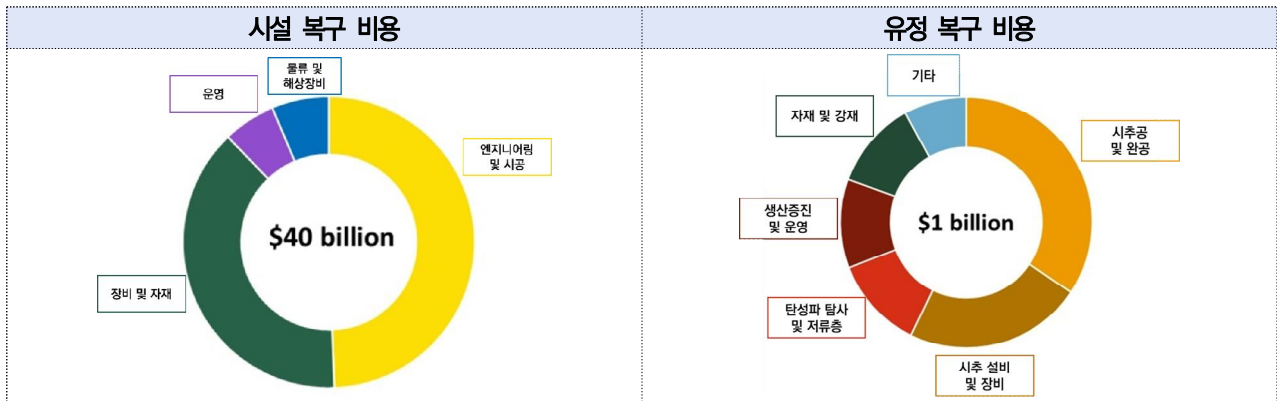 시설 복구 비용
유정 복구 비용
물류 및
해상장비
운영
엔지니어링
및 시공
$40 billion
장비 및 자재
기타
자재 및 강재
시추공
및 완공
생산증진
및 운영
$1 billion
탄성파 탐사
및 저류층
시추 설비
및 장비